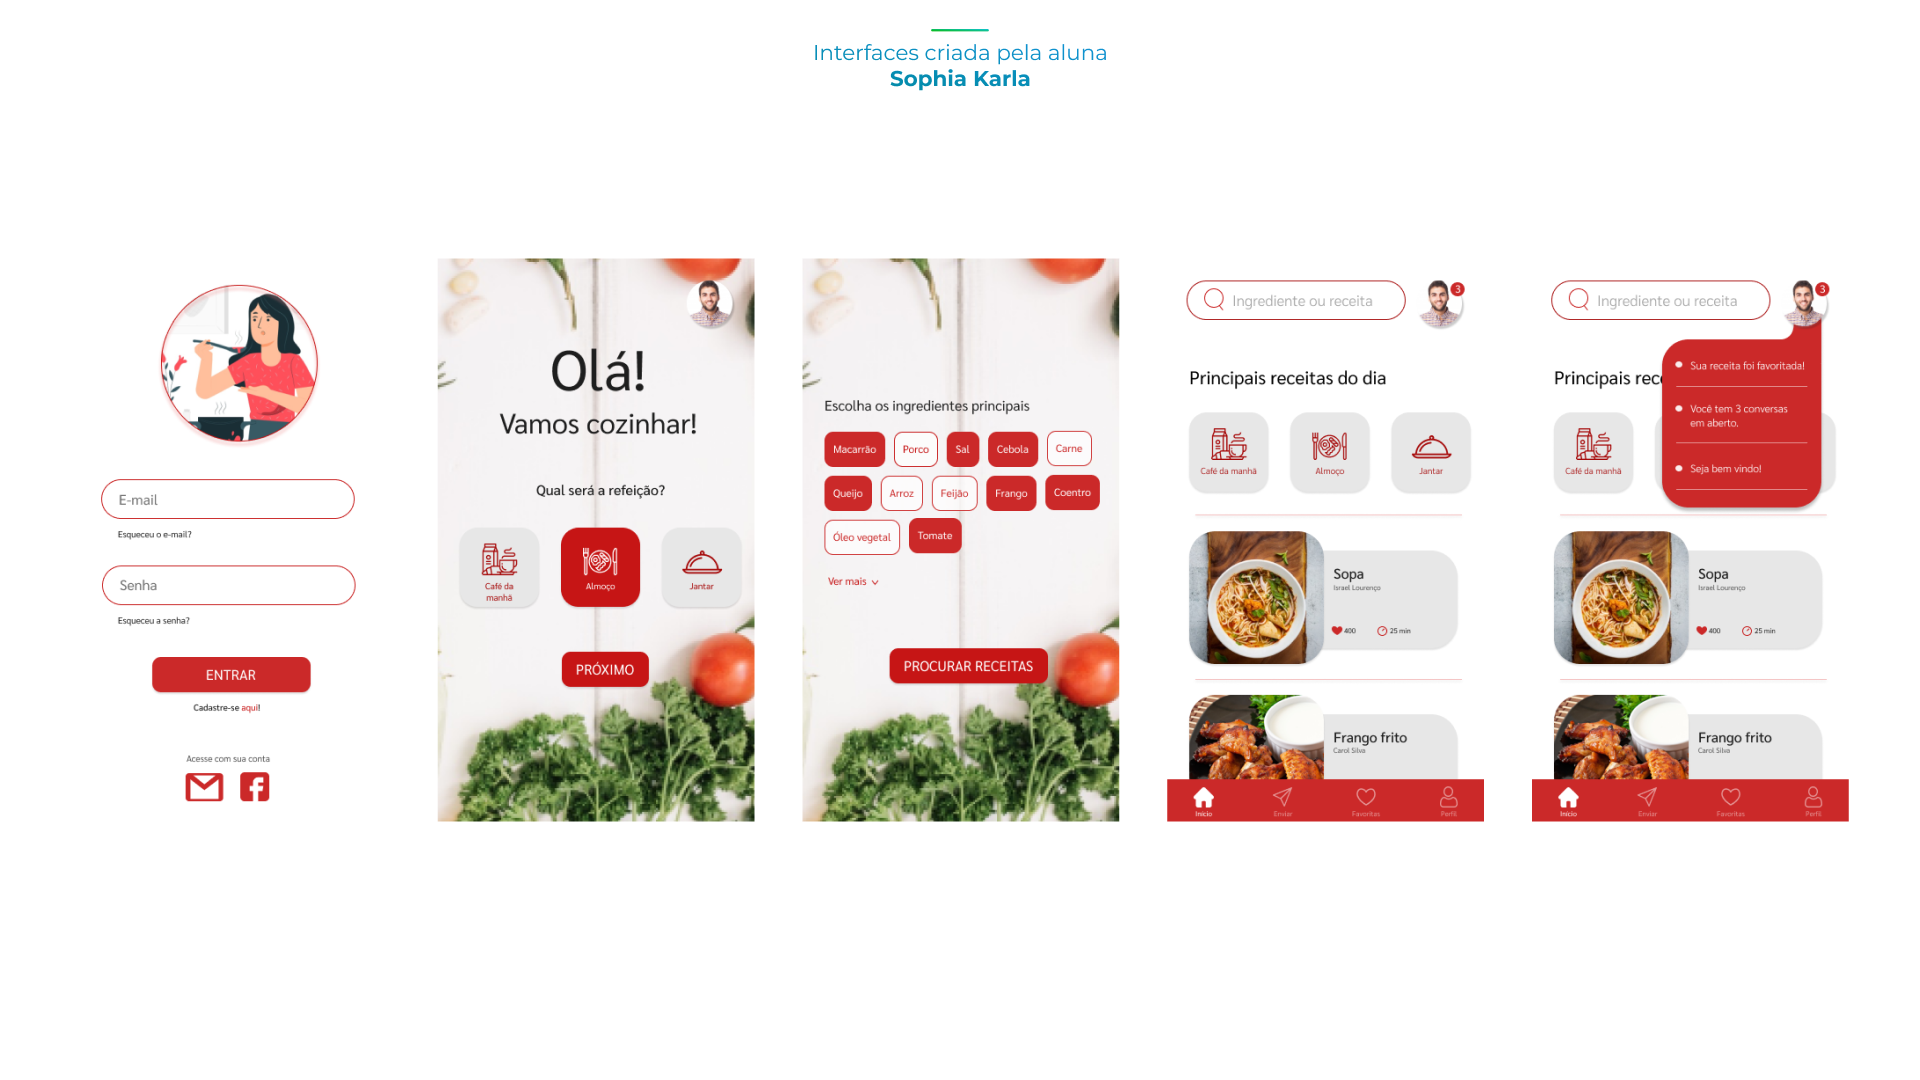 Interfaces criada pela aluna
Sophia Karla
E-mail
Esqueceu o e-mail?
Senha
Esqueceu a senha?
ENTRAR
Cadastre-se aqui!
Acesse com sua conta
Olá!
Vamos cozinhar!
Qual será a refeição?
Café da
manhã
Almoço
Jantar
PRÓXIMO
Escolha os ingredientes principais
Macarrão Porco Sal Cebola Carne
Queijo Arroz Feijão Frango Coentro
Óleo vegetal Tomate
Ver mais
PROCURAR RECEITAS
Ingrediente ou receita
3
Principais receitas do dia
Café da manhã Almoço Jantar
Sopa
Israel Lourenço
400 25 min
Frango frito
Carol Silva
Início Enviar Favoritas Perfil
Ingrediente ou receita
3
Sua receita foi favoritada!
Você tem 3 conversas
em aberto.
Seja bem vindo!
Principais rec
Café da manhã
Sopa
Israel Lourenço
400 25 min
Frango frito
Carol Silva
Início Enviar Favoritas Perfil